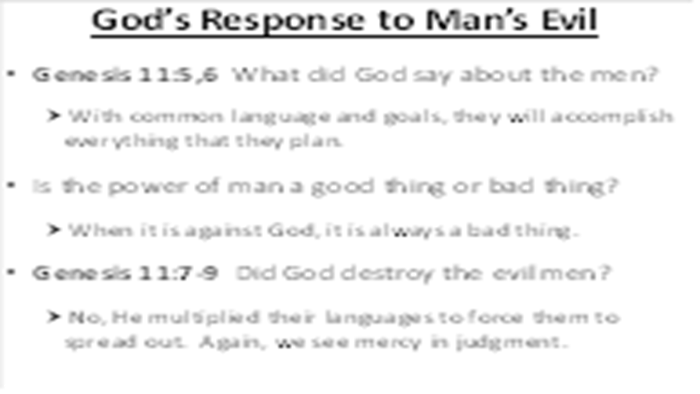 God's Response to Man's Evil
• Genesis 11:5,6 What did God say about the men?
➤ With common language and goals, they will accomplish
everything that they plan.
• Is the power of man a good thing or bad thing?
➤ When it is against God, it is always a bad thing.
• Genesis 11:7-9 Did God destroy the evil men?
➤ No, He multiplied their languages to force them to
spread out. Again, we see mercy in judgment.